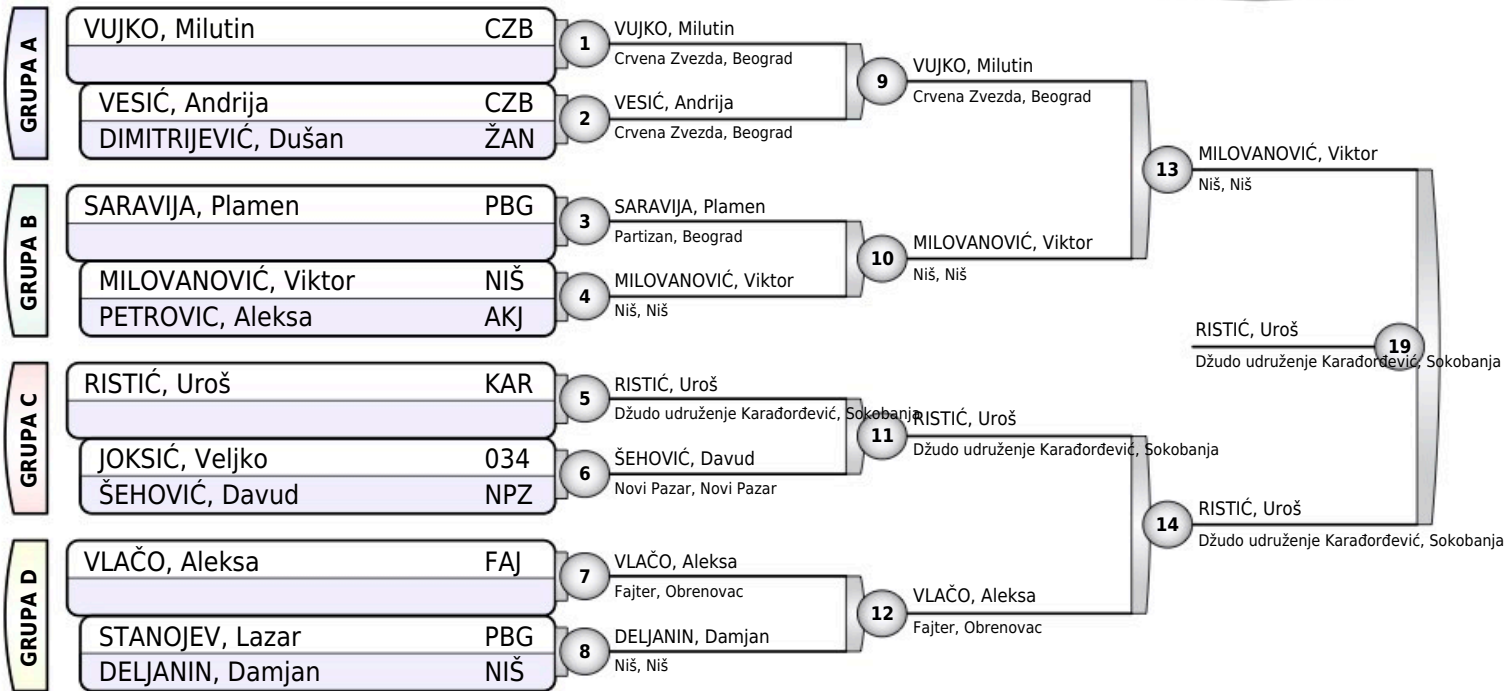 GRUPA A
VUJKO, Milutin CZB
VESIĆ, Andrija CZB
DIMITRIJEVIĆ, Dušan ŽAN
GRUPA B
SARAVIJA, Plamen PBG
MILOVANOVIĆ, Viktor NIŠ
PETROVIC, Aleksa AKJ
GRUPA C
RISTIĆ, Uroš KAR
JOKSIĆ, Veljko 034
ŠEHOVIĆ, Davud NPZ
GRUPA D
VLAČO, Aleksa FAJ
STANOJEV, Lazar PBG
DELJANIN, Damjan NIŠ
1
VUJKO, Milutin
Crvena Zvezda, Beograd
2
VESIĆ, Andrija
Crvena Zvezda, Beograd
3
SARAVIJA, Plamen
Partizan, Beograd
4
MILOVANOVIĆ, Viktor
Niš, Niš
5
RISTIĆ, Uroš
Džudo udruženje Karađorđević, Sokobanja
6
ŠEHOVIĆ, Davud
Novi Pazar, Novi Pazar
7
VLAČO, Aleksa
Fajter, Obrenovac
8
DELJANIN, Damjan
Niš, Niš
9
VUJKO, Milutin
Crvena Zvezda, Beograd
10
MILOVANOVIĆ, Viktor
Niš, Niš
11
RISTIĆ, Uroš
Džudo udruženje Karađorđević, Sokobanja
12
VLAČO, Aleksa
Fajter, Obrenovac
13
MILOVANOVIĆ, Viktor
Niš, Niš
14
RISTIĆ, Uroš
Džudo udruženje Karađorđević, Sokobanja
RISTIĆ, Uroš
19
Džudo udruženje Karađorđević, Sokobanja